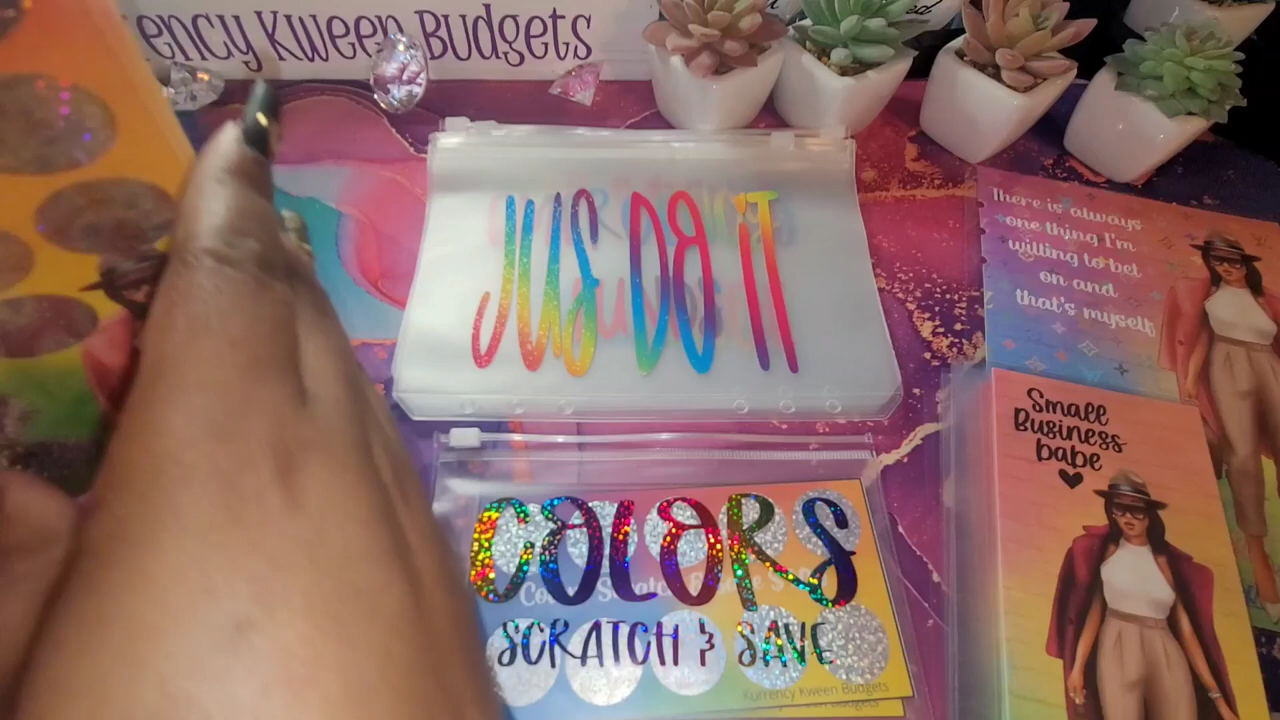 ency Kween Budgets
JUS DO iT
COLORS
SCRATCH & SAVE
Kurrency Kween Budgets
There is always
one thing I'm
willing to bet
on and
that's myself
Small
Business
babe